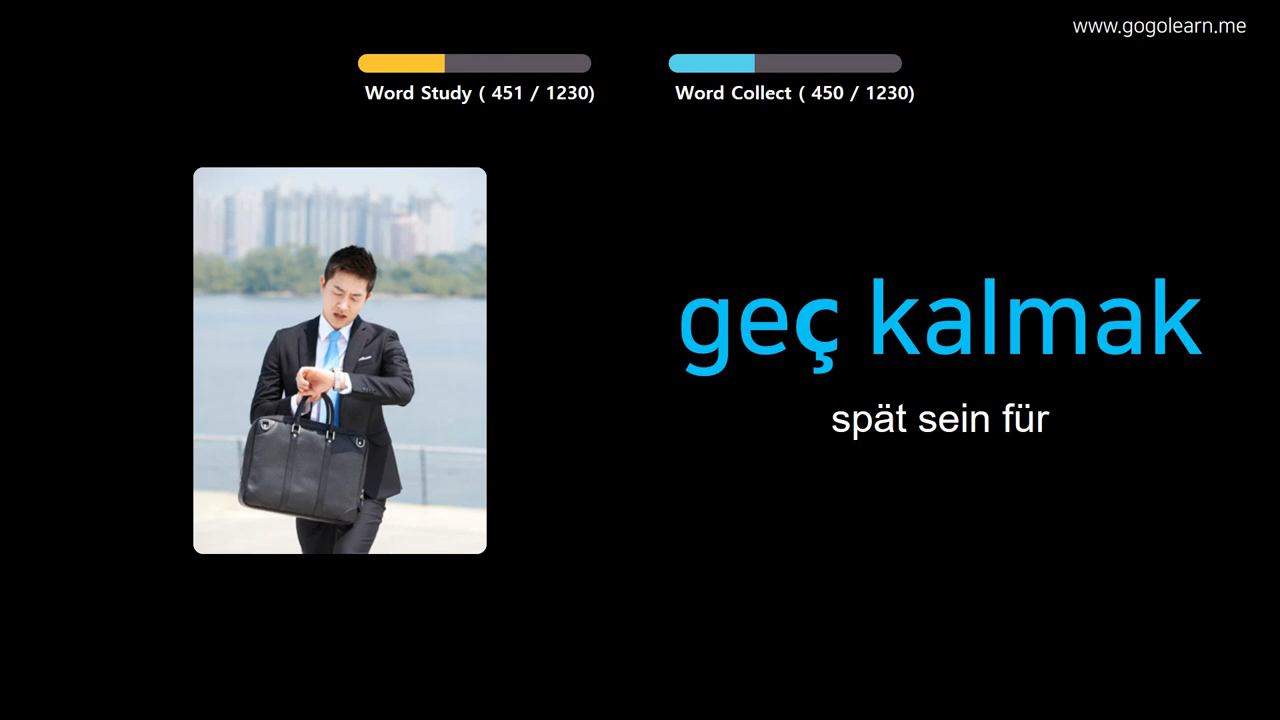 www.gogolearn.me
Word Study ( 451 / 1230)
Word Collect ( 450 / 1230)
geç kalmak
spät sein für